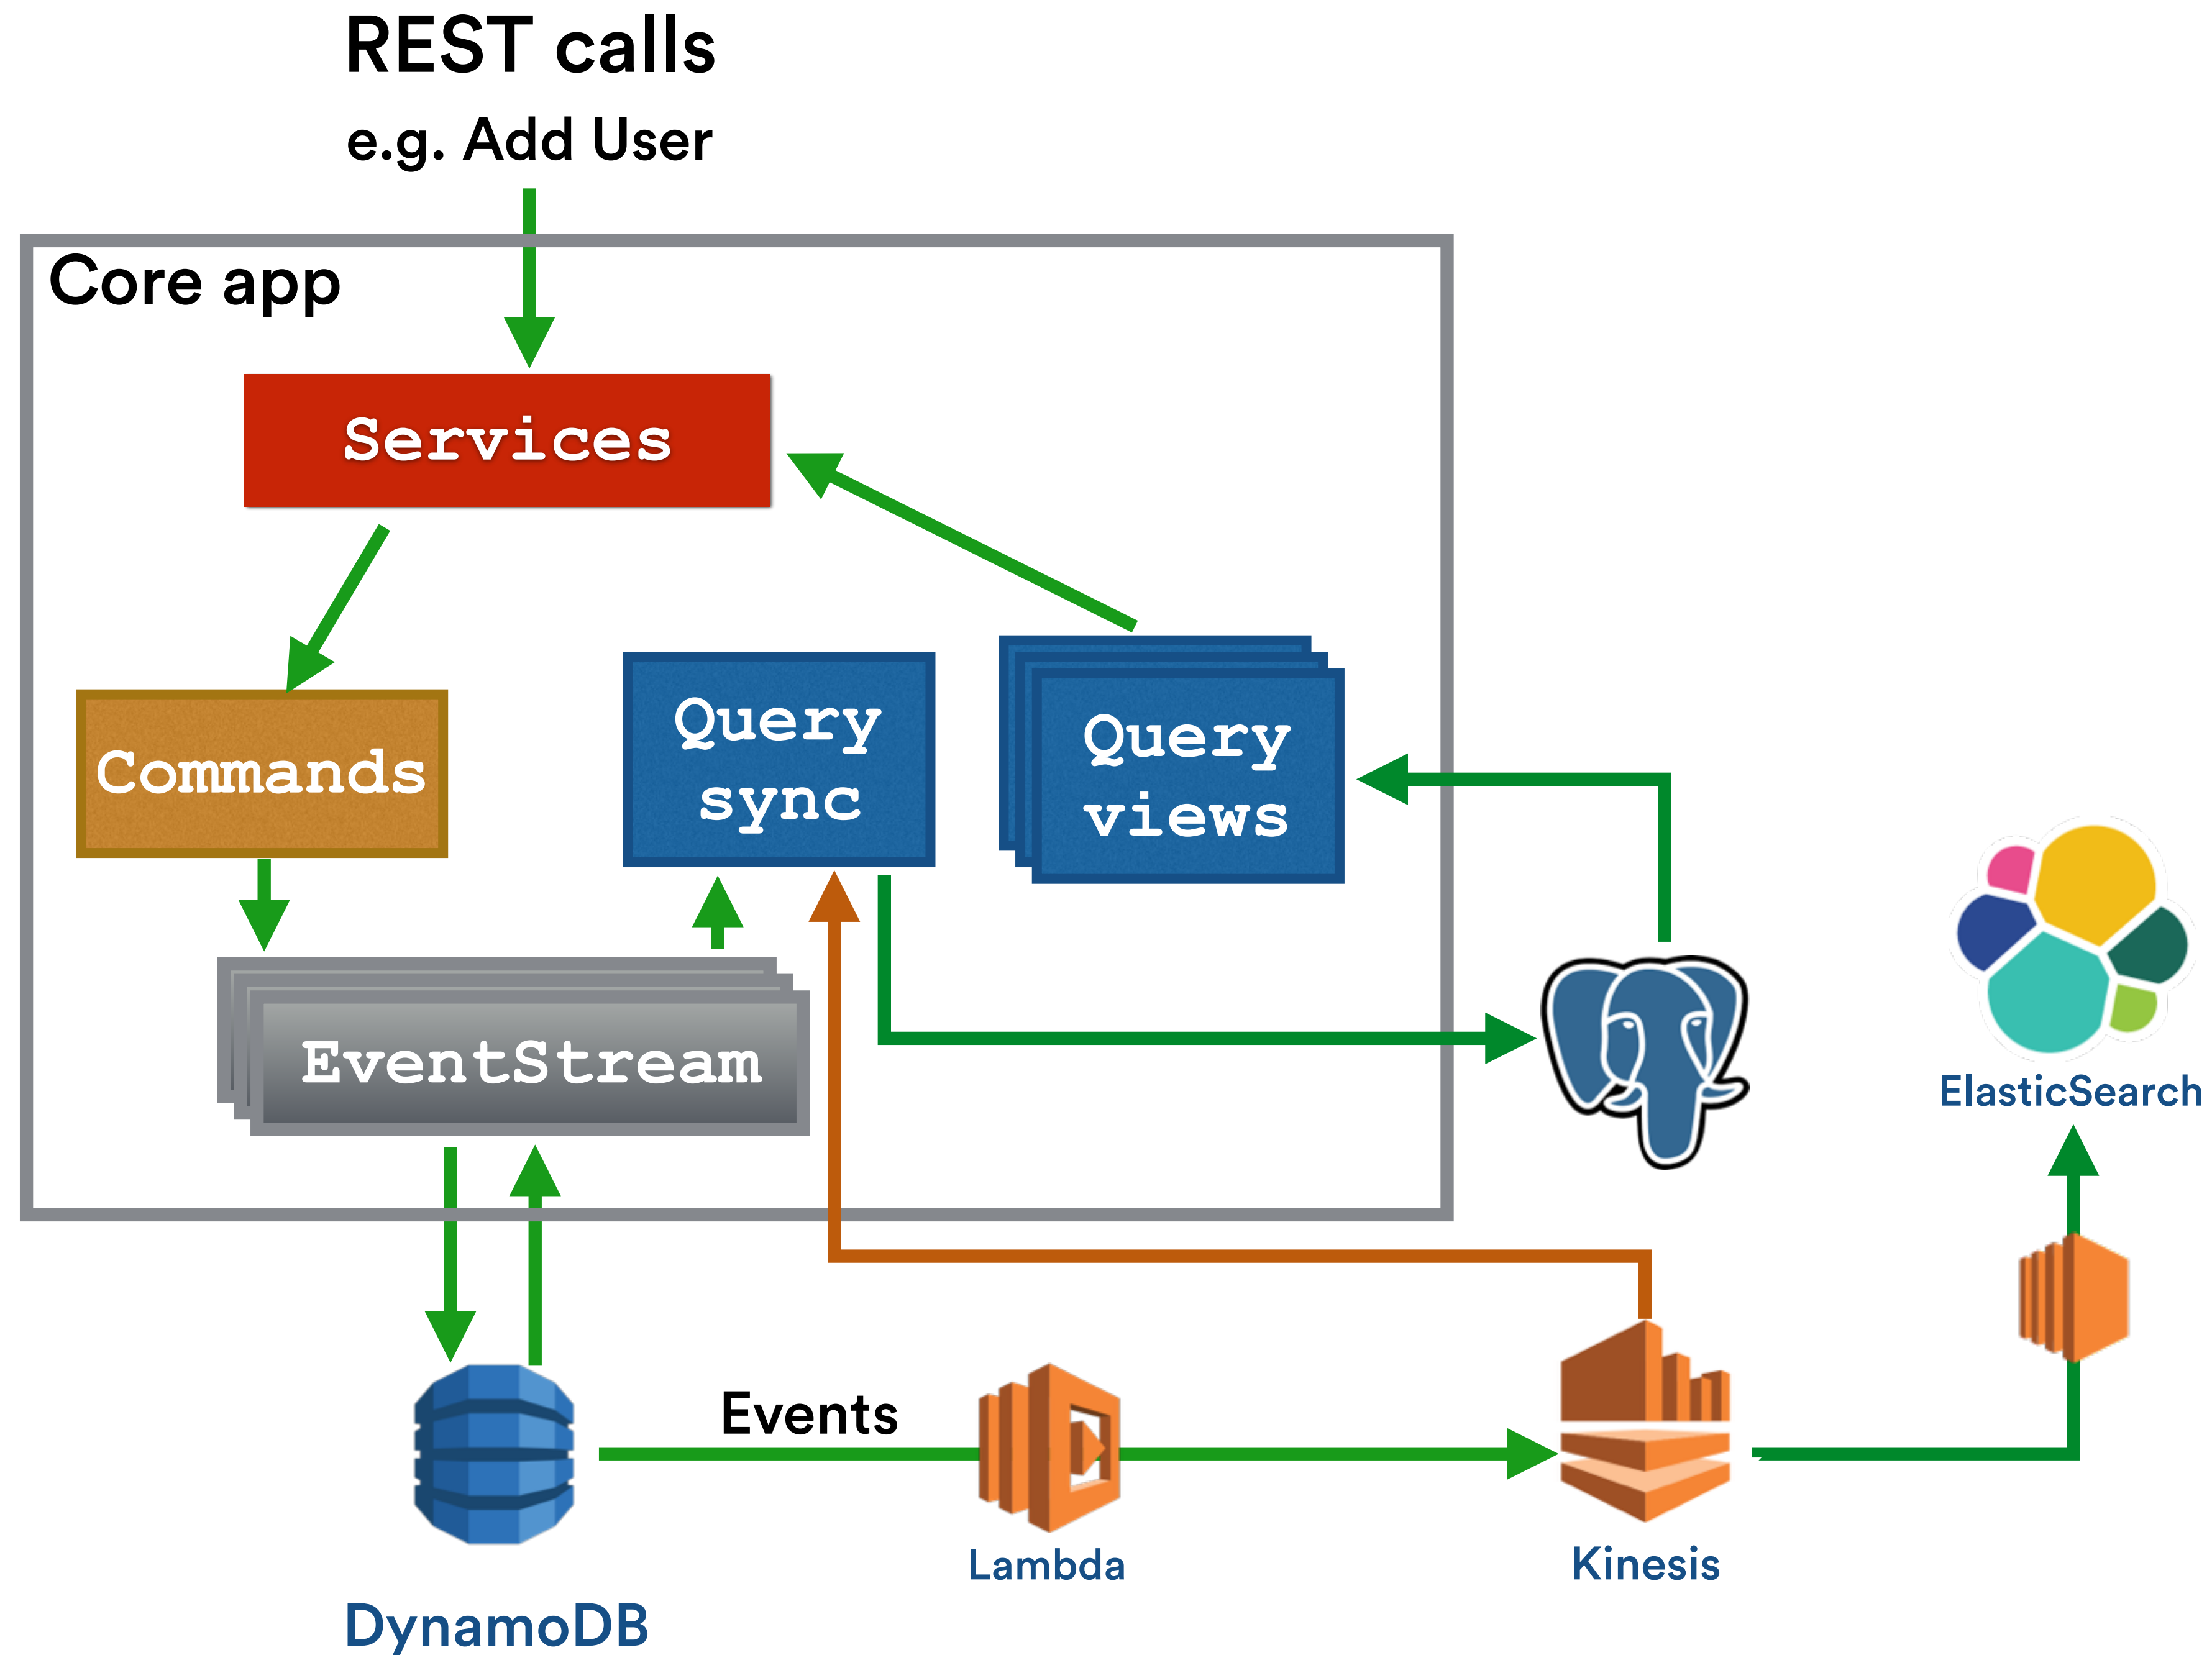 REST calls
e.g. Add User
Core app
Services
Commands
Query
sync
Query
views
EventStream
ElasticSearch
Events
Lambda
Kinesis
DynamoDB